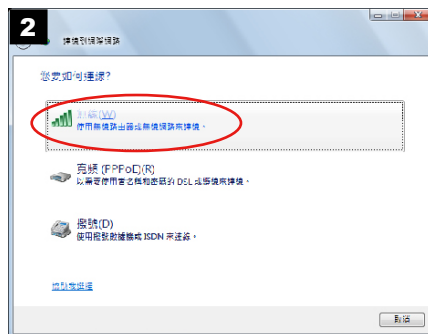 2
連線到網際網路
您要如何連線?
無線(W)
使用無線路由器或無線網路來連線。
寬頻 (PPPoE)(R)
以需要使用者名稱和密碼的 DSL 或纜線來連線。
撥號(D)
使用撥號數據機或 ISDN 來連線。
協助我選擇
取消